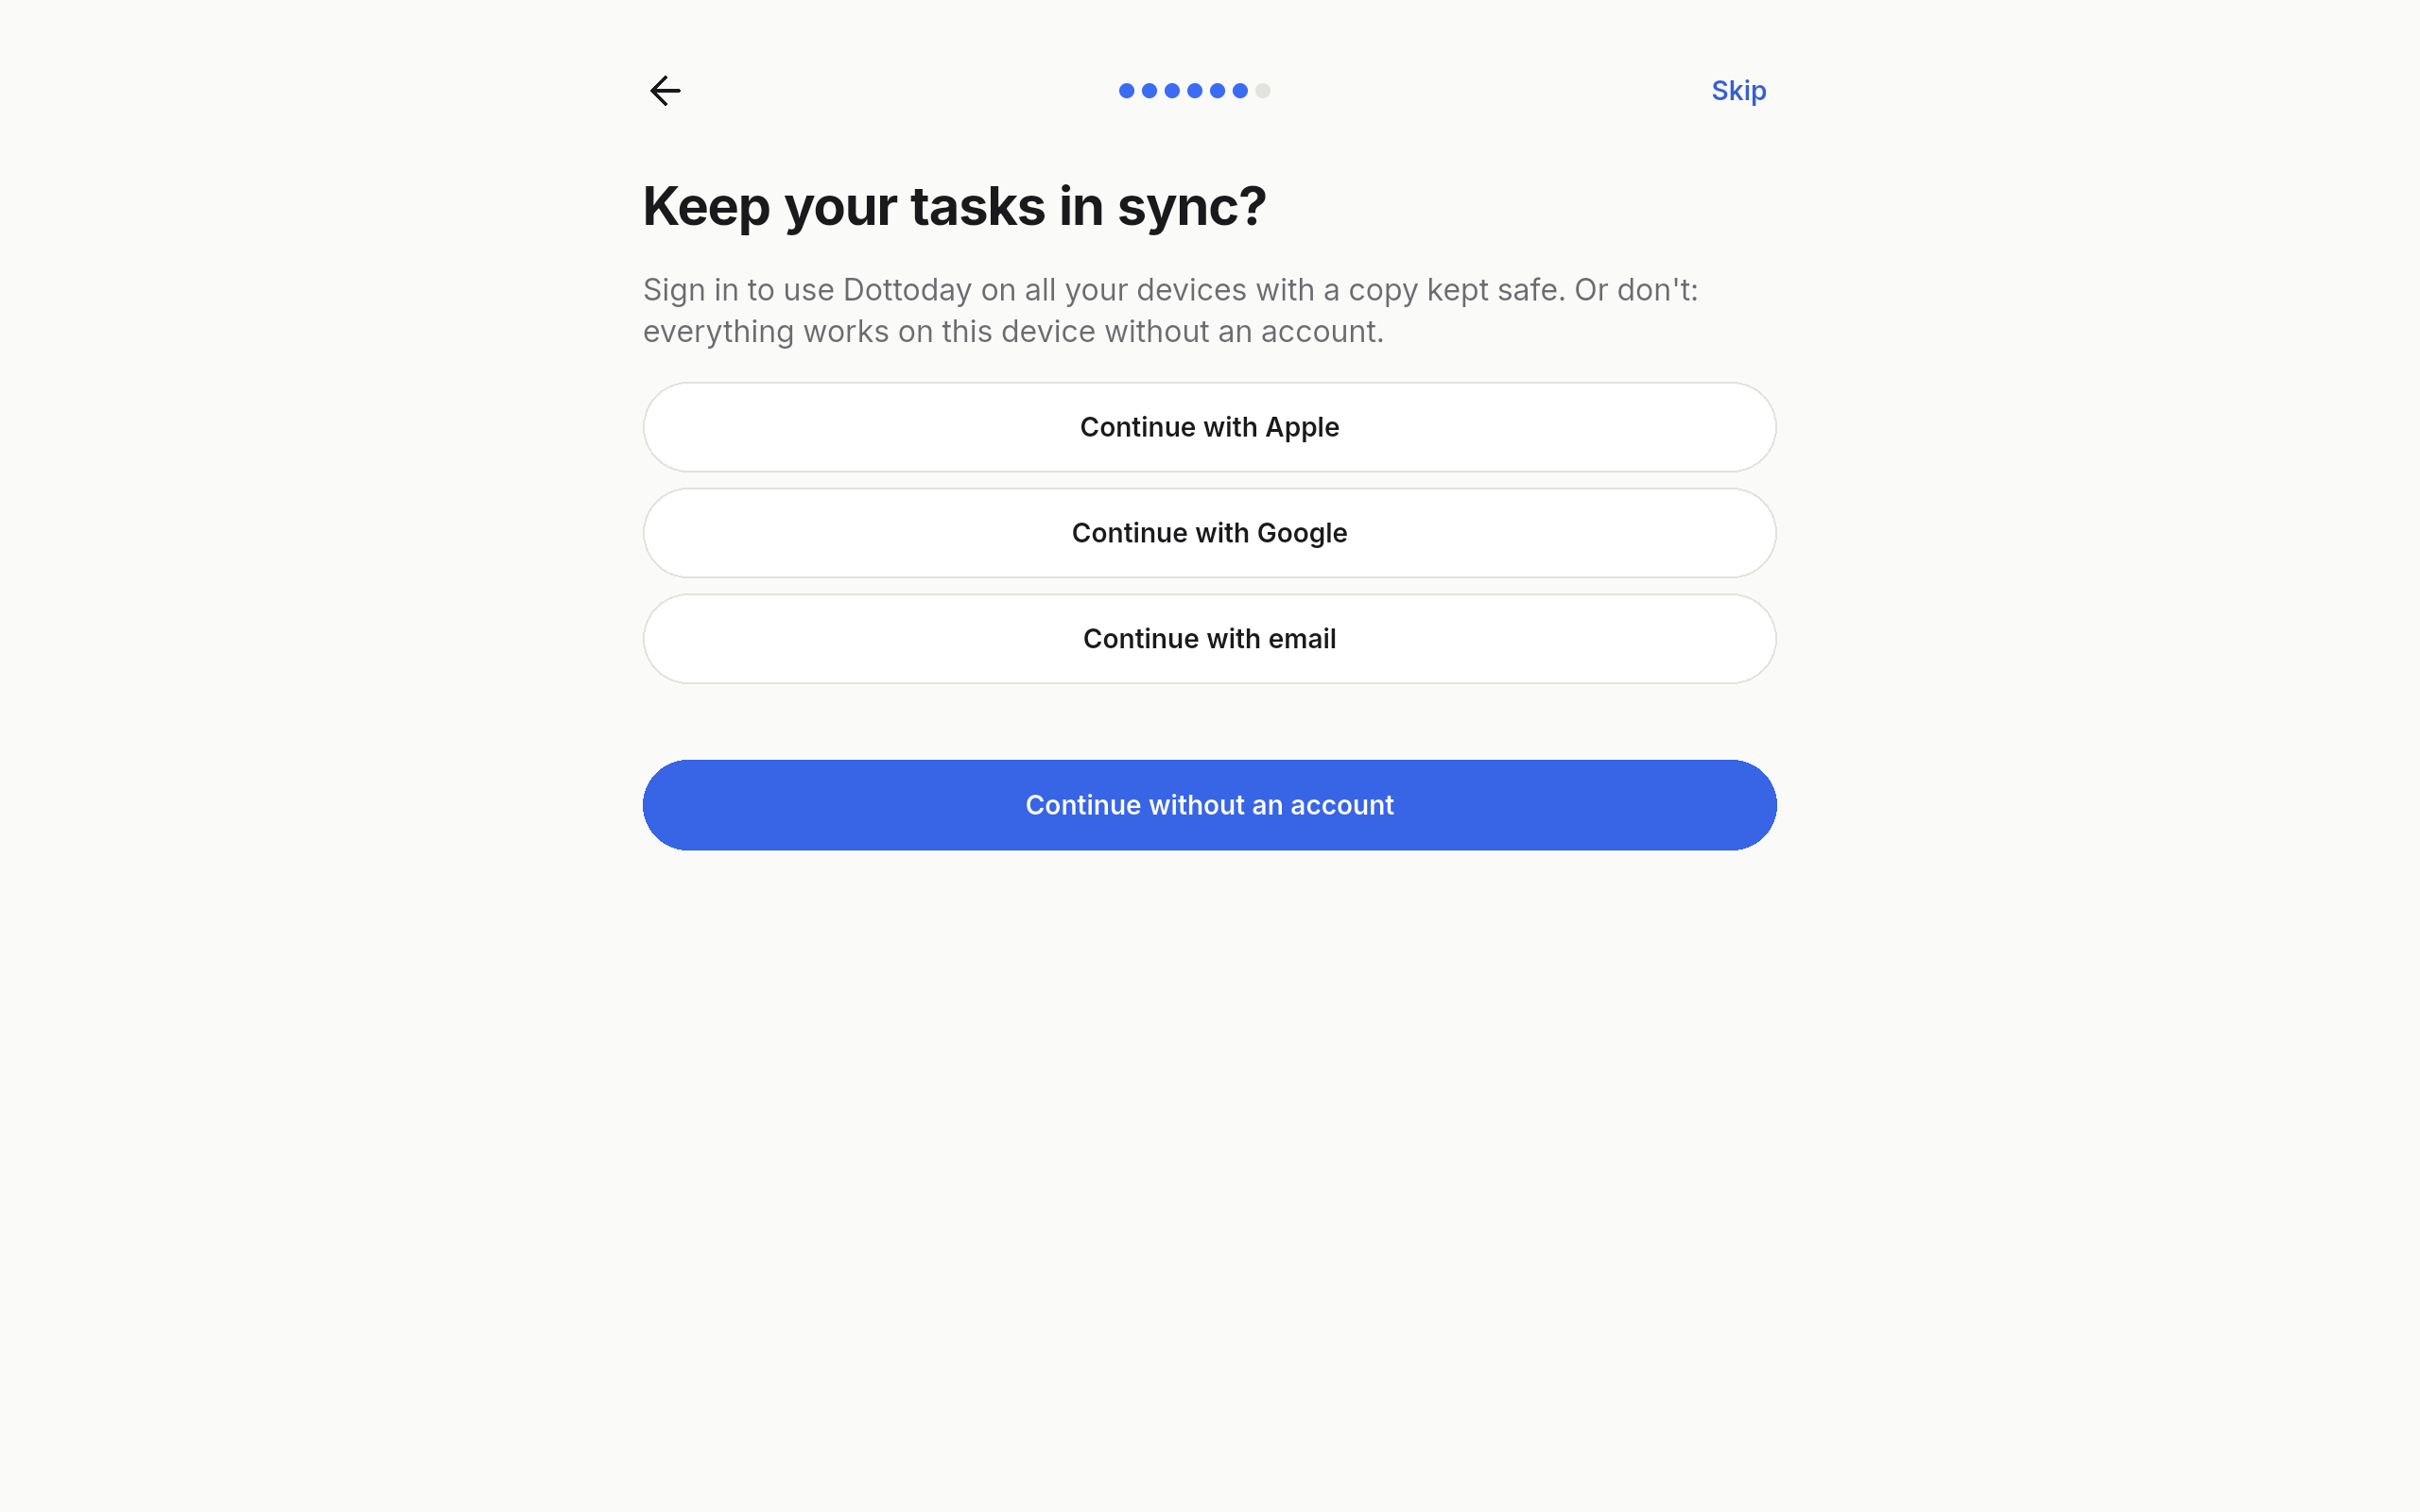 Skip
Keep your tasks in sync?
Sign in to use Dottoday on all your devices with a copy kept safe. Or don't:
everything works on this device without an account.
Continue with Apple
Continue with Google
Continue with email
Continue without an account